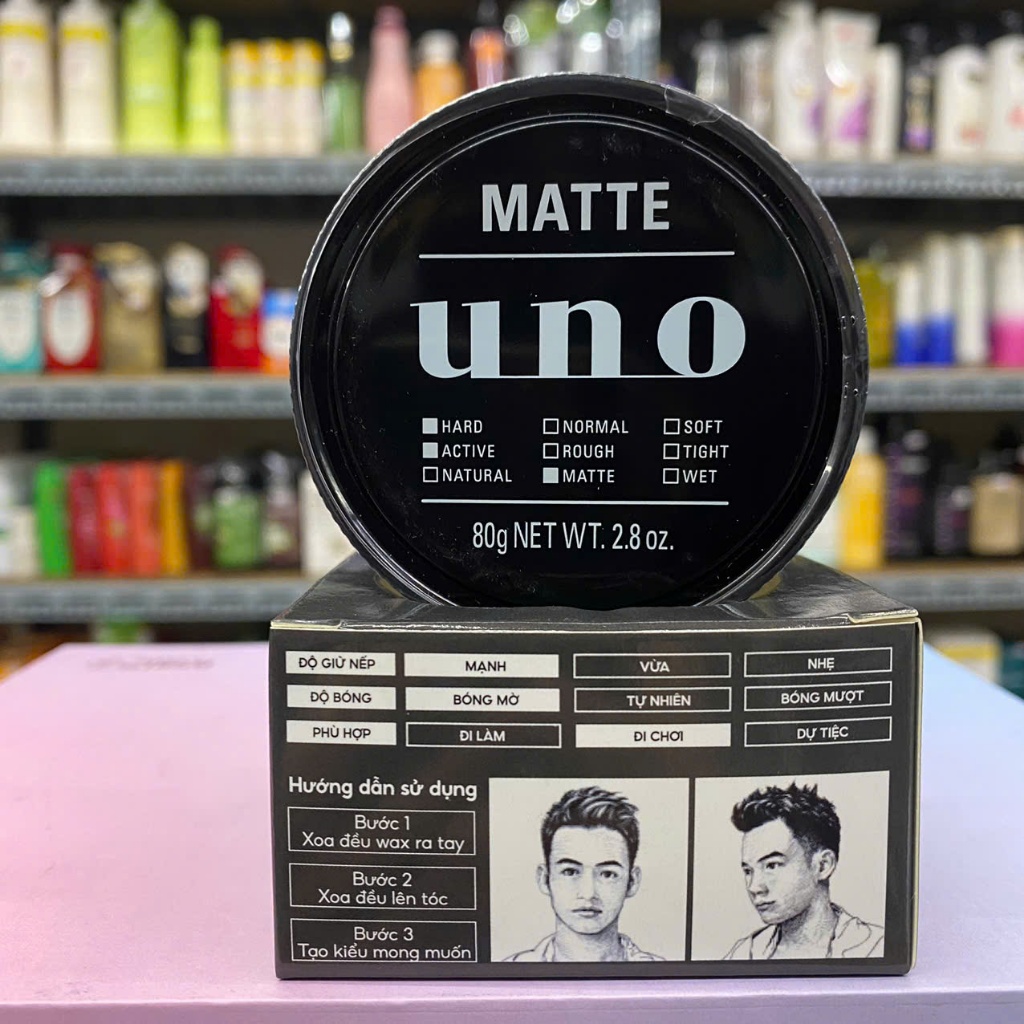 MATTE
uno
HARD NORMAL SOFT
ACTIVE ROUGH TIGHT
NATURAL MATTE WET
80g NET WT. 2.8 oz.
ĐỘ GIỮ NẾP MẠNH VỪA NHẸ
ĐỘ BÓNG BÓNG MỜ TỰ NHIÊN BÓNG MƯỢT
PHÙ HỢP ĐI LÀM ĐI CHƠI DỰ TIỆC
Hướng dẫn sử dụng
Bước 1
Xoa đều wax ra tay
Bước 2
Xoa đều lên tóc
Bước 3
Tạo kiểu mong muốn